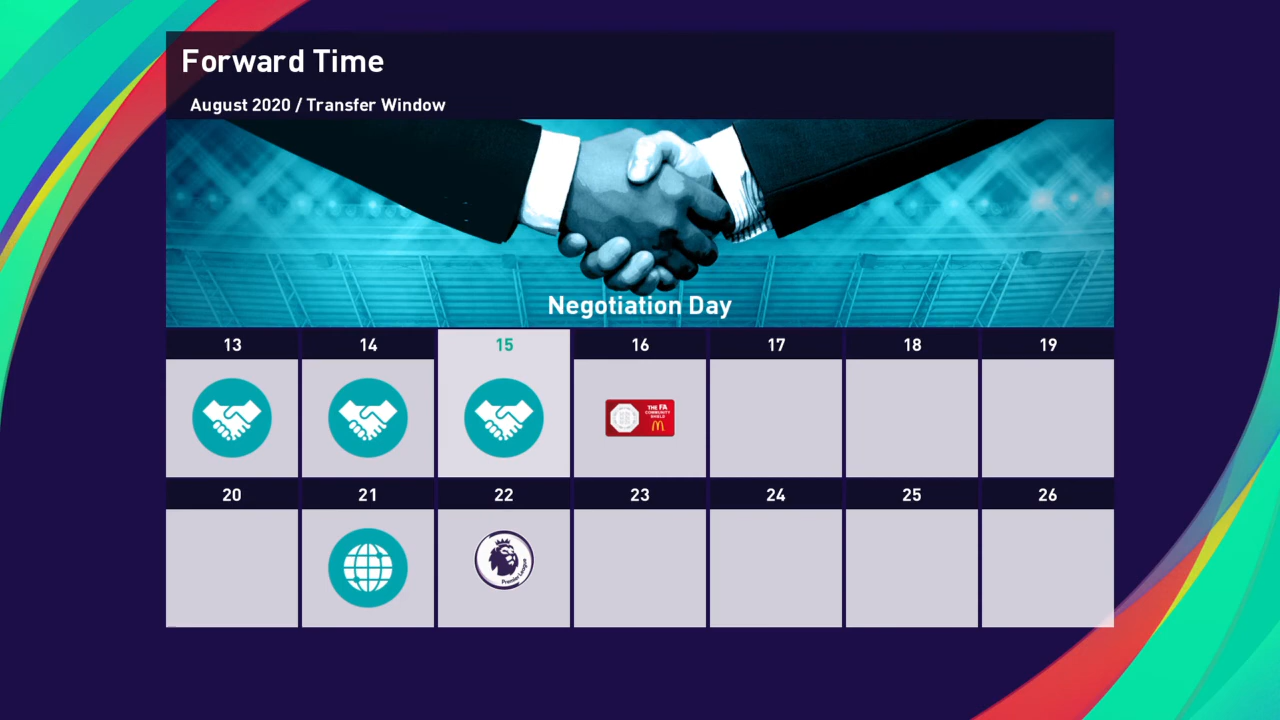 Forward Time
August 2020 / Transfer Window
Negotiation Day
13 14 15 16 17 18 19
THE FA
COMMUNITY
SHIELD
20 21 22 23 24 25 26
Premier League